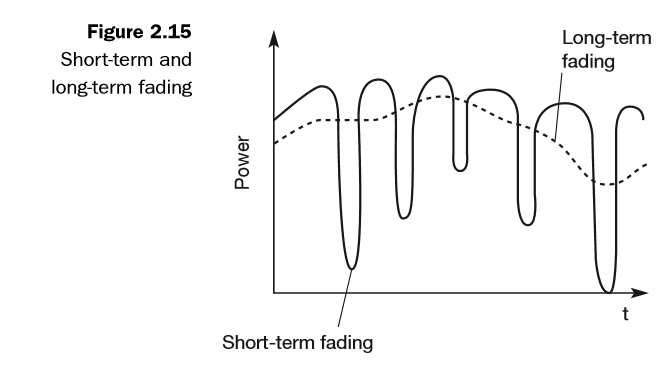 Figure 2.15
Short-term and
long-term fading
Long-term
fading
Power
t
Short-term fading